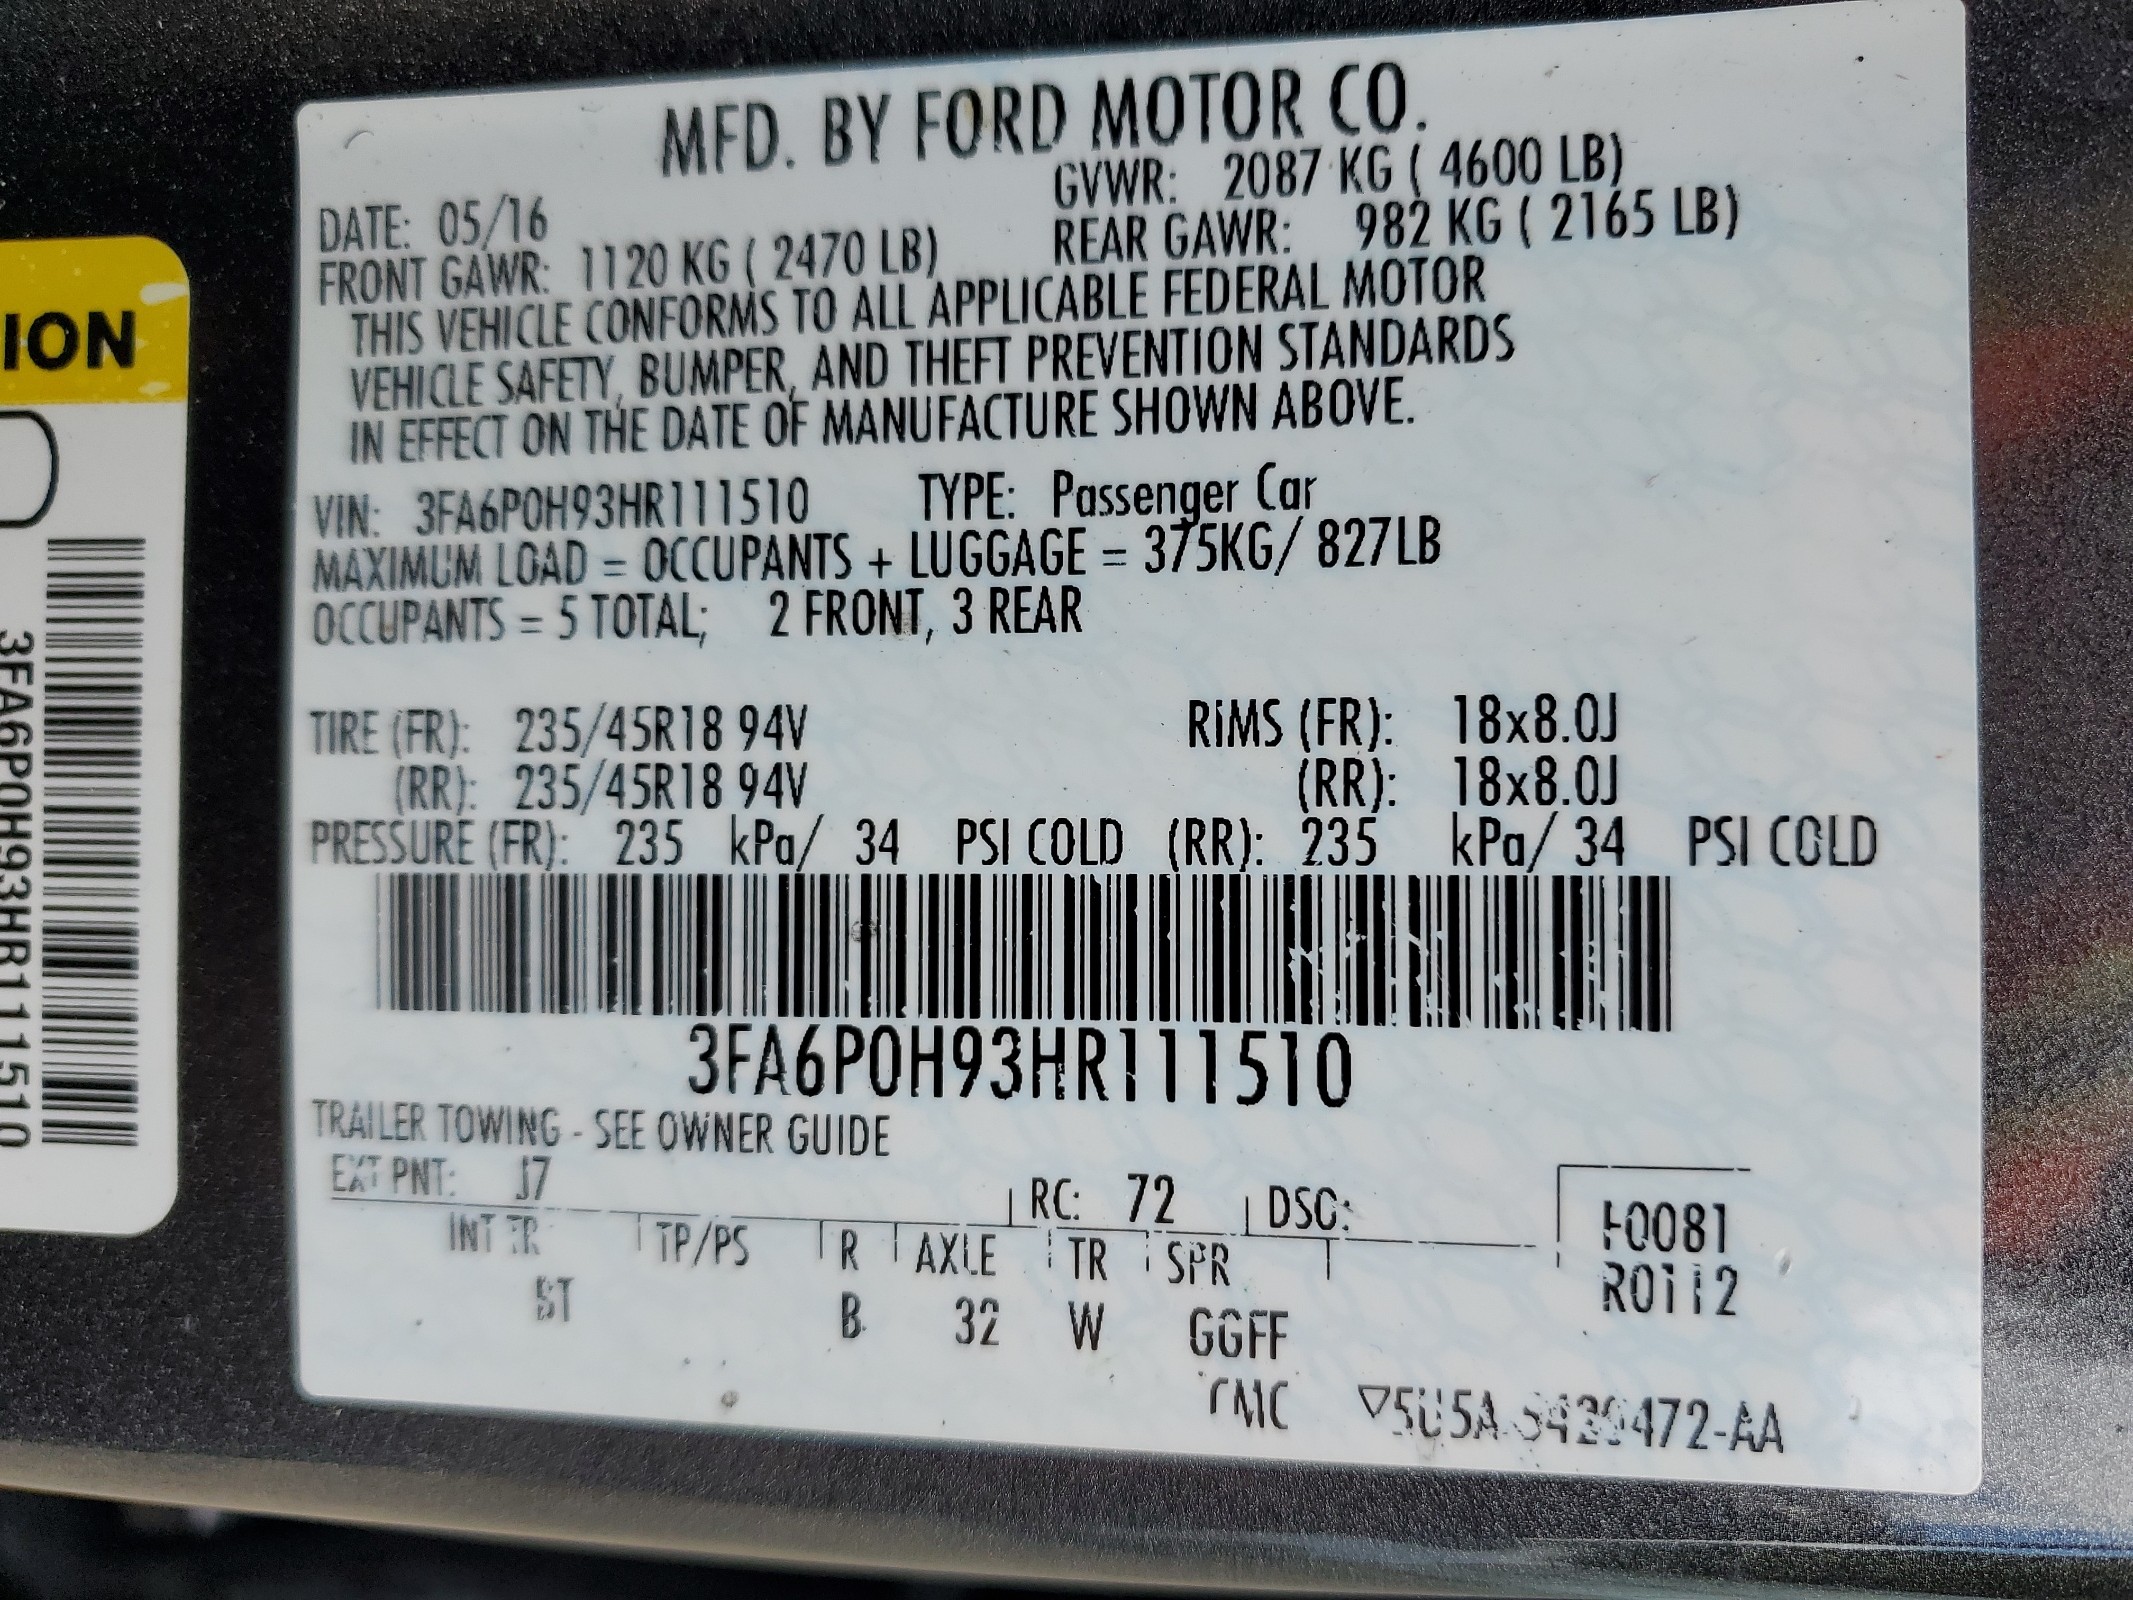 MFD. BY FORD MOTOR CO.
DATE: 05/16 GVWR: 2087 KG ( 4600 LB)
FRONT GAWR: 1120 KG ( 2470 LB) REAR GAWR: 982 KG ( 2165 LB)
THIS VEHICLE CONFORMS TO ALL APPLICABLE FEDERAL MOTOR
VEHICLE SAFETY, BUMPER, AND THEFT PREVENTION STANDARDS
IN EFFECT ON THE DATE OF MANUFACTURE SHOWN ABOVE.
VIN: 3FA6P0H93HR111510 TYPE: Passenger Car
MAXIMUM LOAD = OCCUPANTS + LUGGAGE = 375KG/ 827LB
OCCUPANTS = 5 TOTAL; 2 FRONT, 3 REAR
TIRE (FR): 235/45R18 94V RIMS (FR): 18x8.0J
(RR): 235/45R18 94V (RR): 18x8.0J
PRESSURE (FR): 235 kPa/ 34 PSI COLD (RR): 235 kPa/ 34 PSI COLD
3FA6P0H93HR111510
TRAILER TOWING - SEE OWNER GUIDE
EXT PNT: J7 RC: 72 DSO:
INT TR TP/PS R AXLE TR SPR
F0081
R0112
B 32 W GGFF
ION
3FA6P0H93HR111510